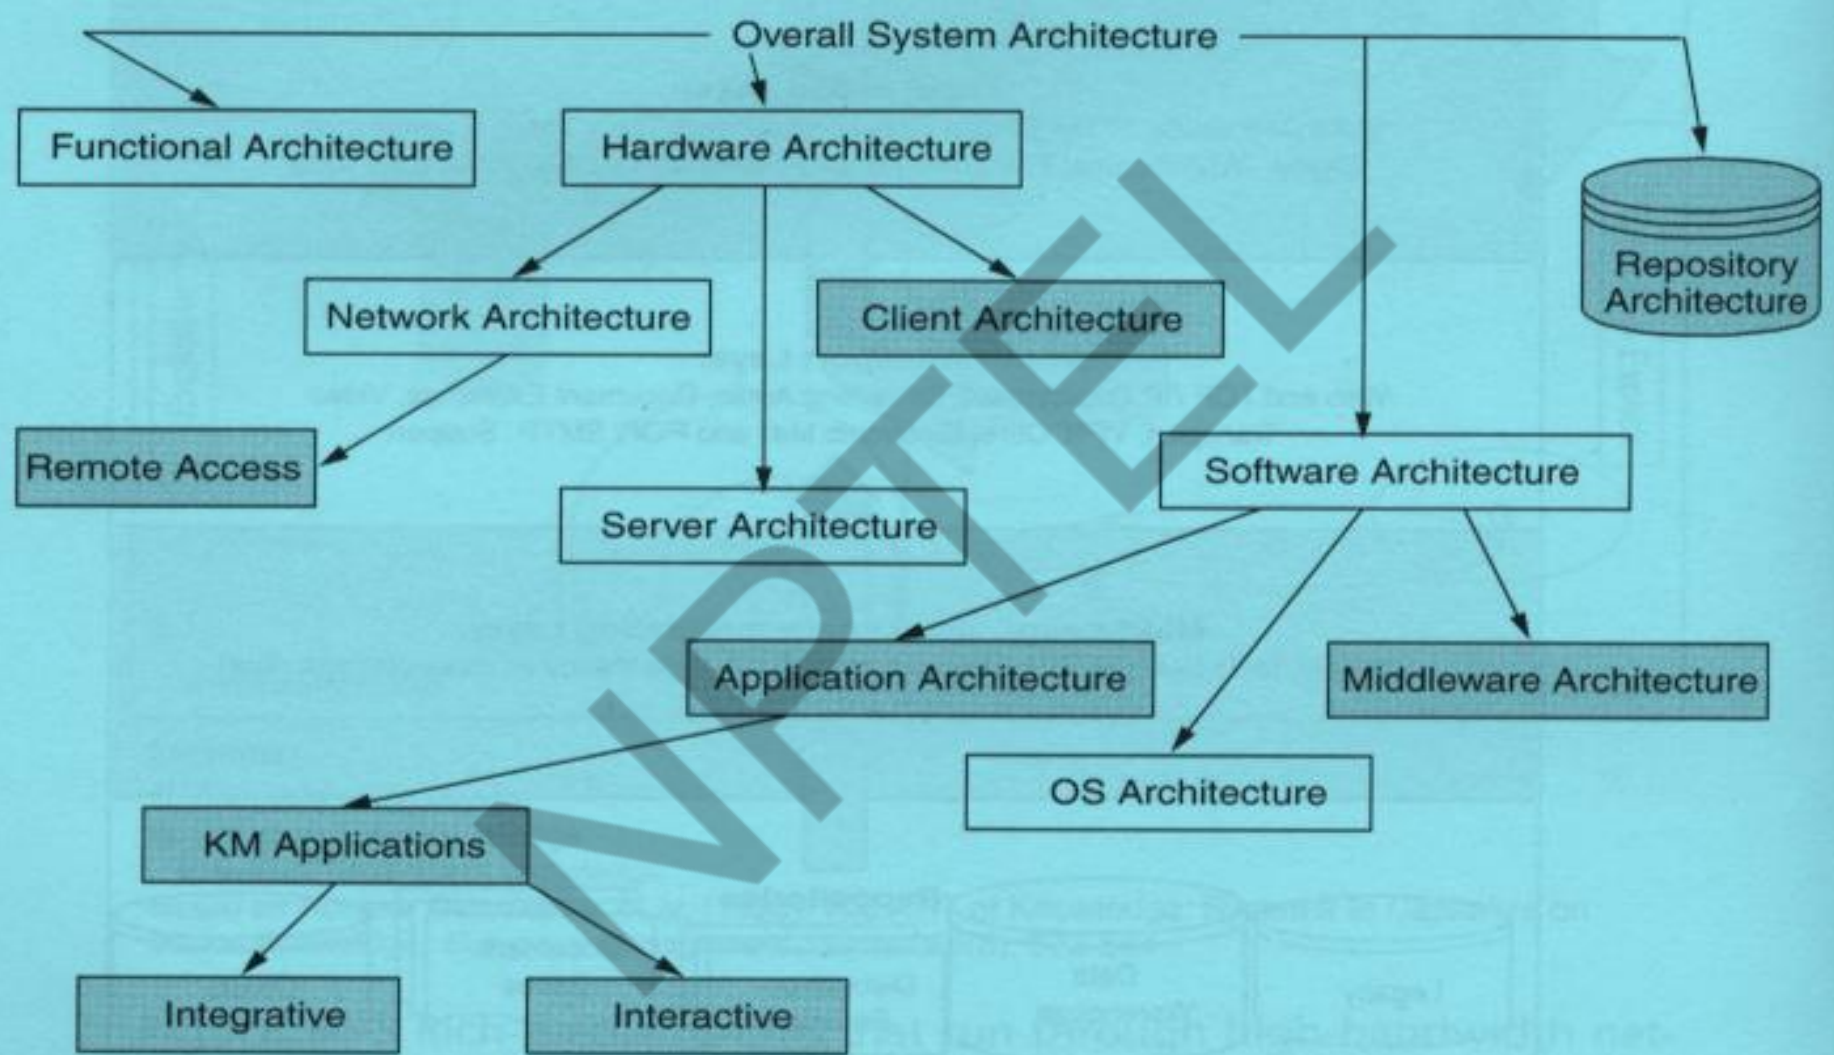 Overall System Architecture
Functional Architecture
Hardware Architecture
Repository
Architecture
Network Architecture
Client Architecture
Remote Access
Software Architecture
Server Architecture
Application Architecture
Middleware Architecture
OS Architecture
KM Applications
Integrative
Interactive
NPTEL